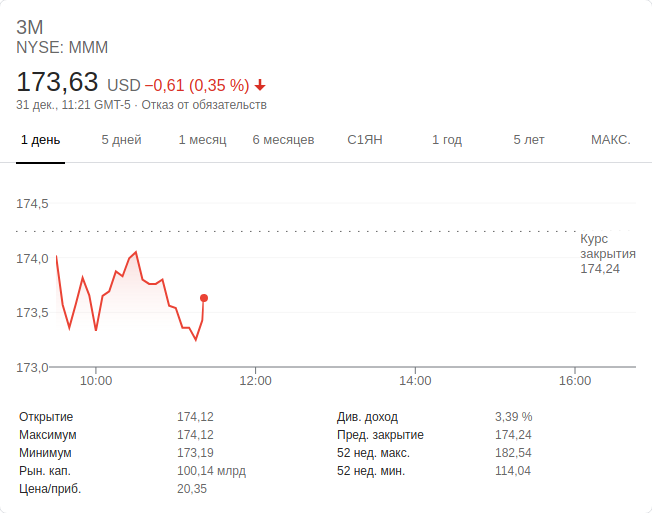 3M
NYSE: MMM
173,63 USD −0,61 (0,35 %)
31 дек., 11:21 GMT-5 · Отказ от обязательств
1 день 5 дней 1 месяц 6 месяцев С1ЯН 1 год 5 лет МАКС.
174,5
Курс
закрытия
174,24
174,0
173,5
173,0
10:00 12:00 14:00 16:00
Открытие 174,12 Див. доход 3,39 %
Максимум 174,12 Пред. закрытие 174,24
Минимум 173,19 52 нед. макс. 182,54
Рын. кап. 100,14 млрд 52 нед. мин. 114,04
Цена/приб. 20,35